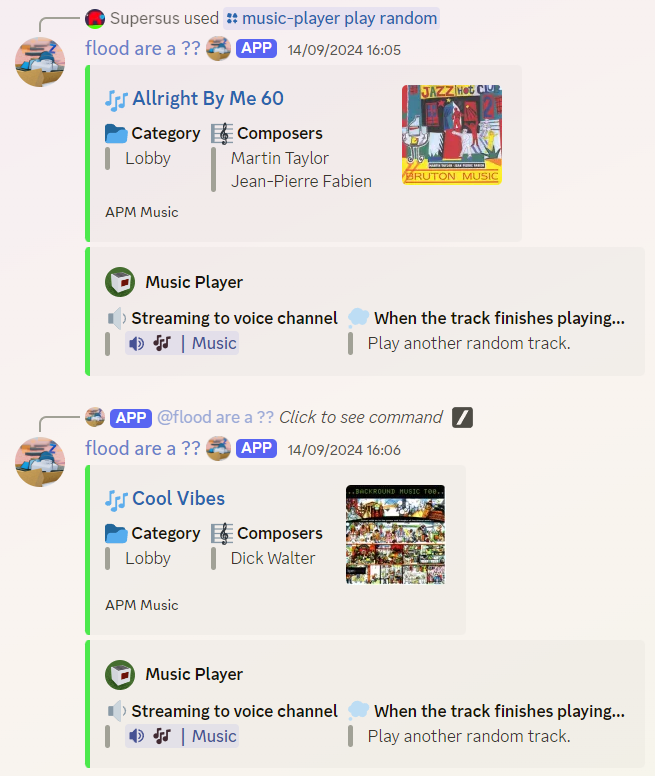 Supersus used music-player play random
flood are a ?? APP 14/09/2024 16:05
Allright By Me 60
Category Composers
Lobby Martin Taylor
Jean-Pierre Fabien
APM Music
JAZZ HOT CLUB
BRUTON MUSIC
Music Player
Streaming to voice channel When the track finishes playing...
| Music Play another random track.
APP @flood are a ?? Click to see command
flood are a ?? APP 14/09/2024 16:06
Cool Vibes
Category Composers
Lobby Dick Walter
APM Music
..BACKGROUND MUSIC TOO..
Music Player
Streaming to voice channel When the track finishes playing...
| Music Play another random track.